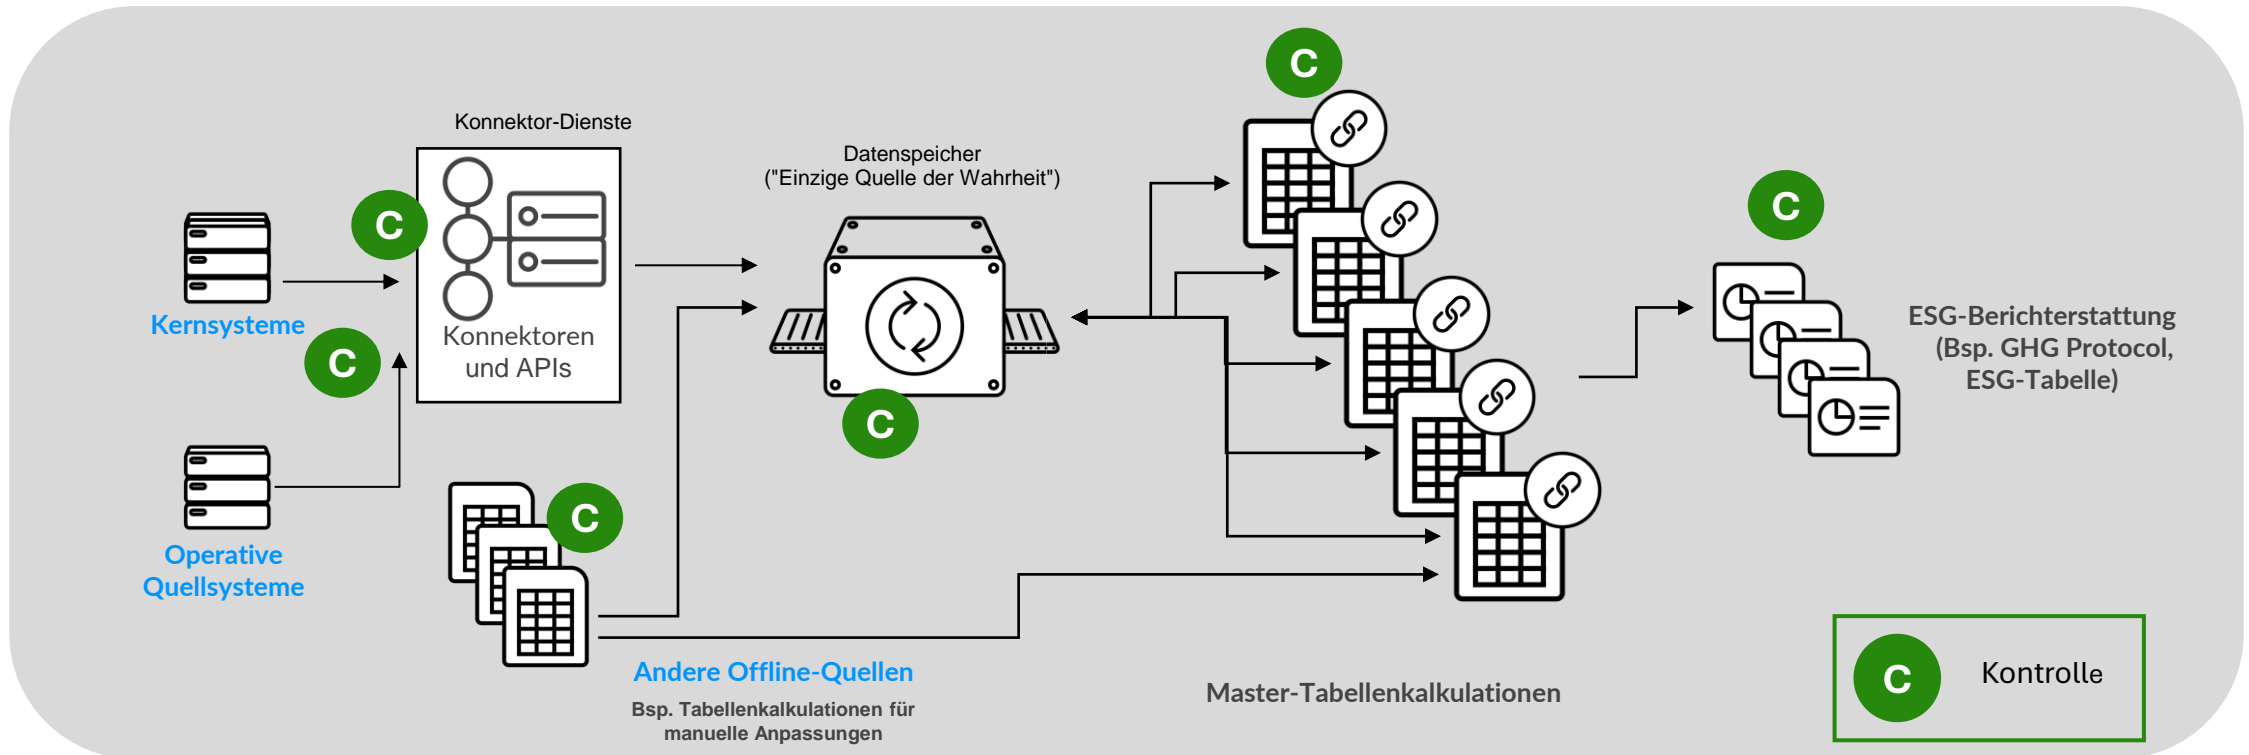 C
Konnektor-Dienste
Datenspeicher
("Einzige Quelle der Wahrheit")
C
C
Kernsysteme
C
Konnektoren
und APIs
C
C
ESG-Berichterstattung
(Bsp. GHG Protocol,
ESG-Tabelle)
C
Operative
Quellsysteme
Andere Offline-Quellen
Bsp. Tabellenkalkulationen für
manuelle Anpassungen
Master-Tabellenkalkulationen
C
Kontrolle